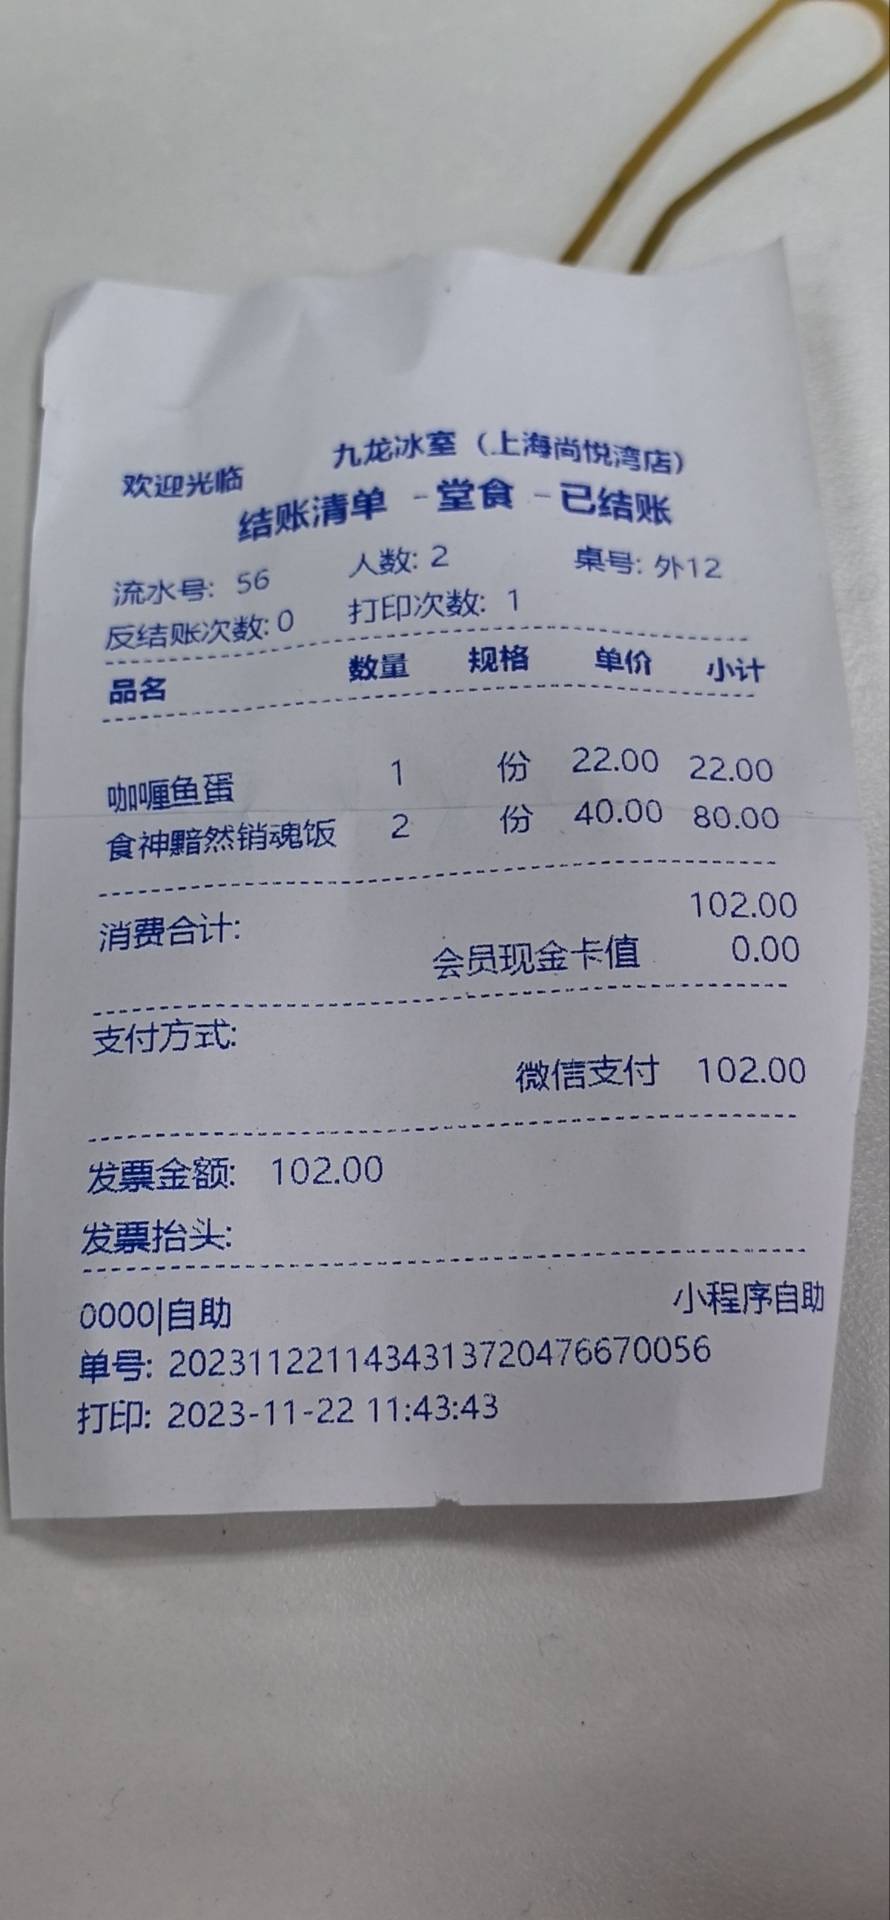 欢迎光临 九龙冰室（上海尚悦湾店）
结账清单 - 堂食 - 已结账
流水号: 56 人数: 2 桌号: 外12
反结账次数: 0 打印次数: 1
品名 数量 规格 单价 小计
咖喱鱼蛋 1 份 22.00 22.00
食神黯然销魂饭 2 份 40.00 80.00
消费合计: 102.00
会员现金卡值 0.00
支付方式:
微信支付 102.00
发票金额: 102.00
发票抬头:
0000|自助 小程序自助
单号: 20231122114343137204766​70056
打印: 2023-11-22 11:43:43